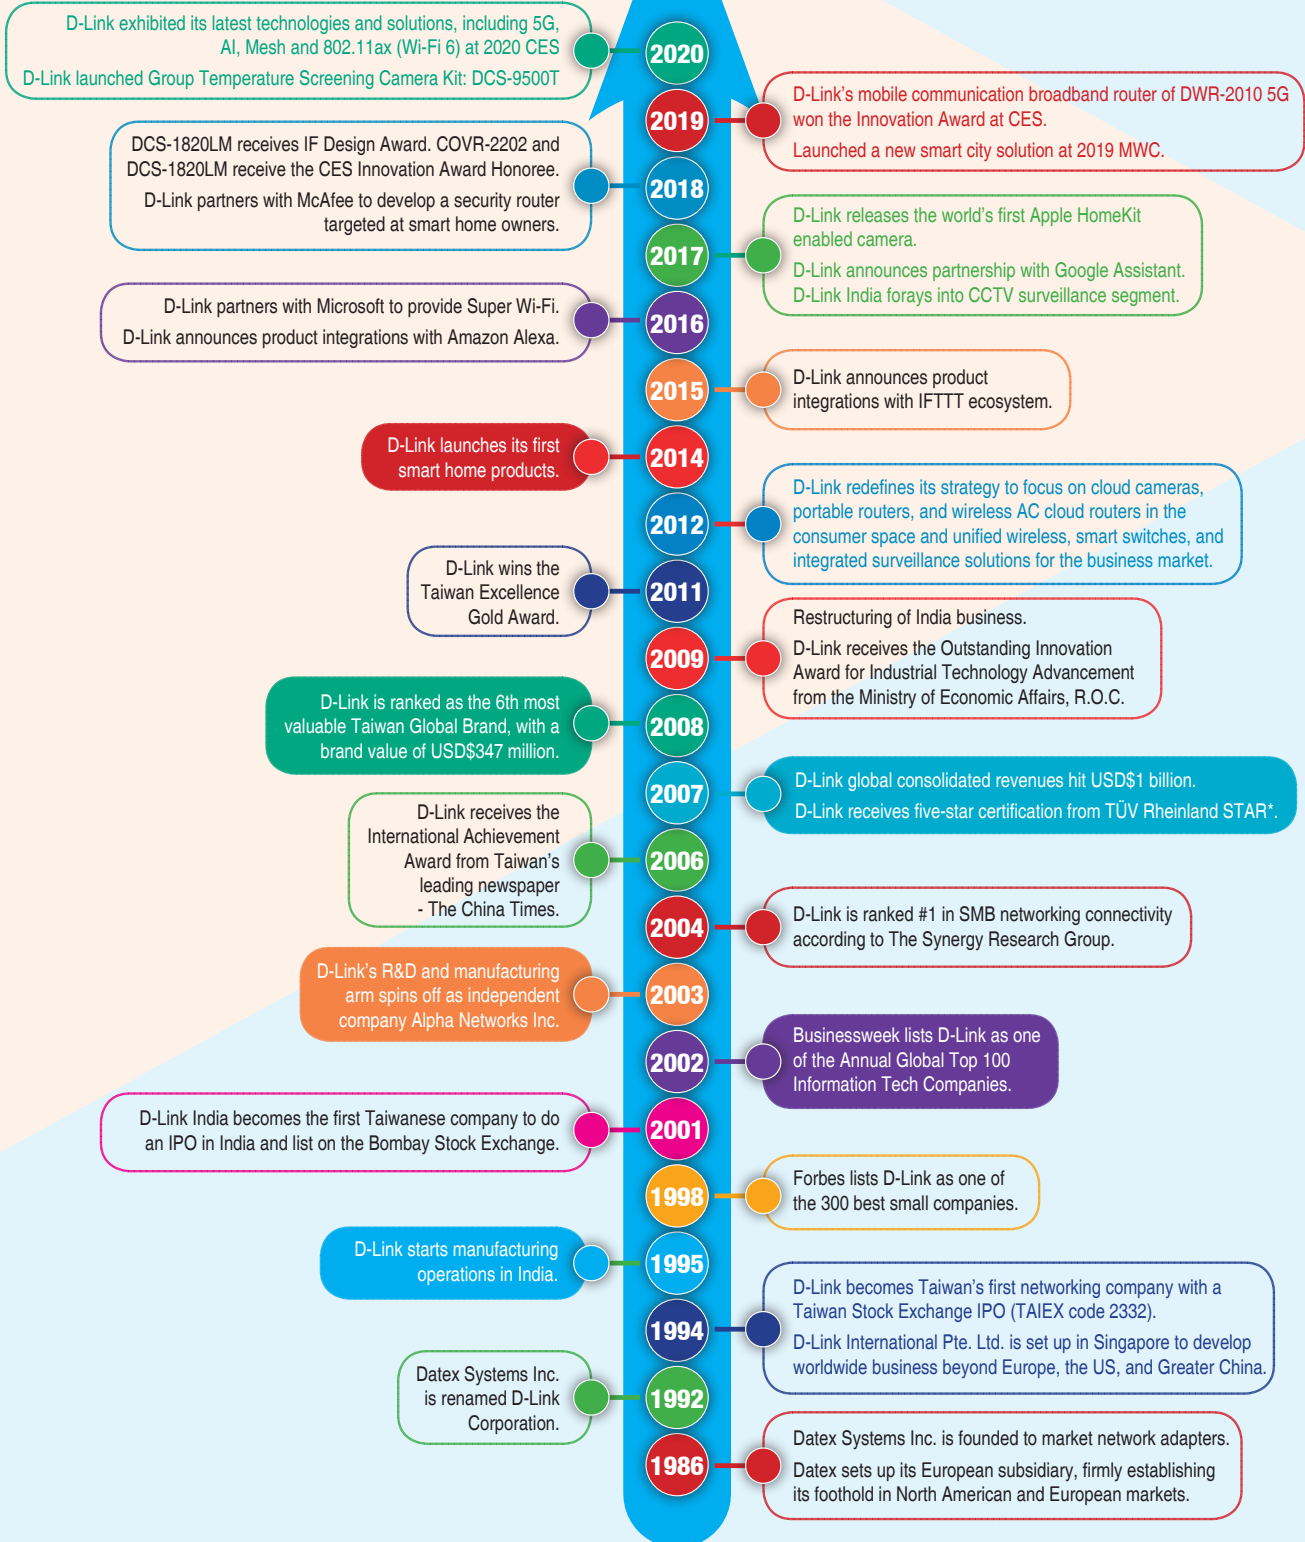 D-Link exhibited its latest technologies and solutions, including 5G,
AI, Mesh and 802.11ax (Wi-Fi 6) at 2020 CES
D-Link launched Group Temperature Screening Camera Kit: DCS-9500T
2020
2019
D-Link's mobile communication broadband router of DWR-2010 5G
won the Innovation Award at CES.
Launched a new smart city solution at 2019 MWC.
DCS-1820LM receives IF Design Award. COVR-2202 and
DCS-1820LM receive the CES Innovation Award Honoree.
D-Link partners with McAfee to develop a security router
targeted at smart home owners.
2018
2017
D-Link releases the world's first Apple HomeKit
enabled camera.
D-Link announces partnership with Google Assistant.
D-Link India forays into CCTV surveillance segment.
D-Link partners with Microsoft to provide Super Wi-Fi.
D-Link announces product integrations with Amazon Alexa.
2016
2015
D-Link announces product
integrations with IFTTT ecosystem.
D-Link launches its first
smart home products.
2014
2012
D-Link redefines its strategy to focus on cloud cameras,
portable routers, and wireless AC cloud routers in the
consumer space and unified wireless, smart switches, and
integrated surveillance solutions for the business market.
D-Link wins the
Taiwan Excellence
Gold Award.
2011
2009
Restructuring of India business.
D-Link receives the Outstanding Innovation
Award for Industrial Technology Advancement
from the Ministry of Economic Affairs, R.O.C.
D-Link is ranked as the 6th most
valuable Taiwan Global Brand, with a
brand value of USD$347 million.
2008
2007
D-Link global consolidated revenues hit USD$1 billion.
D-Link receives five-star certification from TÜV Rheinland STAR*.
D-Link receives the
International Achievement
Award from Taiwan's
leading newspaper
- The China Times.
2006
2004
D-Link is ranked #1 in SMB networking connectivity
according to The Synergy Research Group.
D-Link's R&D and manufacturing
arm spins off as independent
company Alpha Networks Inc.
2003
2002
Businessweek lists D-Link as one
of the Annual Global Top 100
Information Tech Companies.
D-Link India becomes the first Taiwanese company to do
an IPO in India and list on the Bombay Stock Exchange.
2001
1998
Forbes lists D-Link as one of
the 300 best small companies.
D-Link starts manufacturing
operations in India.
1995
1994
D-Link becomes Taiwan's first networking company with a
Taiwan Stock Exchange IPO (TAIEX code 2332).
D-Link International Pte. Ltd. is set up in Singapore to develop
worldwide business beyond Europe, the US, and Greater China.
Datex Systems Inc.
is renamed D-Link
Corporation.
1992
1986
Datex Systems Inc. is founded to market network adapters.
Datex sets up its European subsidiary, firmly establishing
its foothold in North American and European markets.